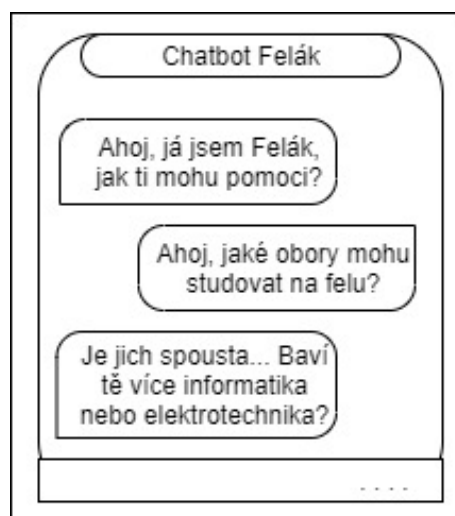 Chatbot Felák
Ahoj, já jsem Felák,
jak ti mohu pomoci?
Ahoj, jaké obory mohu
studovat na felu?
Je jich spousta... Baví
tě více informatika
nebo elektrotechnika?
. . . .